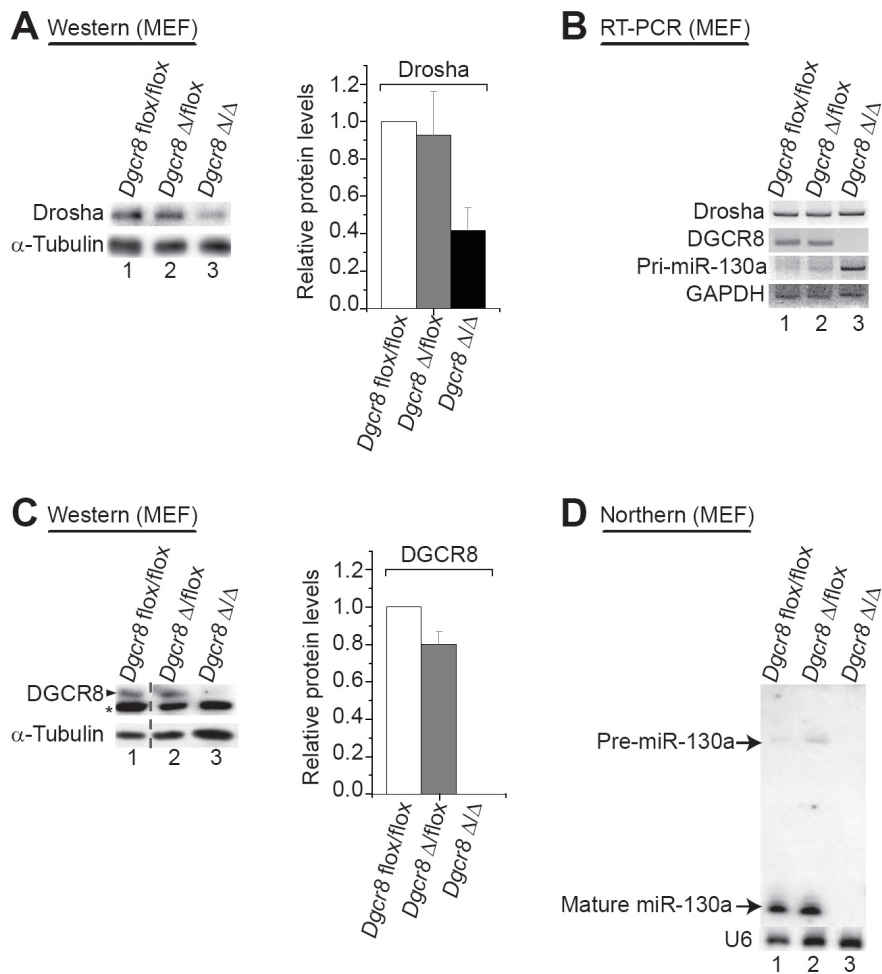 A Western (MEF)
Dgcr8 flox/flox
Dgcr8 Δ/flox
Dgcr8 Δ/Δ
Drosha
α-Tubulin
1 2 3
Relative protein levels
Drosha
1.2
1.0
0.8
0.6
0.4
0.2
0.0
Dgcr8 flox/flox
Dgcr8 Δ/flox
Dgcr8 Δ/Δ
B RT-PCR (MEF)
Dgcr8 flox/flox
Dgcr8 Δ/flox
Dgcr8 Δ/Δ
Drosha
DGCR8
Pri-miR-130a
GAPDH
1 2 3
C Western (MEF)
Dgcr8 flox/flox
Dgcr8 Δ/flox
Dgcr8 Δ/Δ
DGCR8
*
α-Tubulin
1 2 3
Relative protein levels
DGCR8
1.2
1.0
0.8
0.6
0.4
0.2
0.0
Dgcr8 flox/flox
Dgcr8 Δ/flox
Dgcr8 Δ/Δ
D Northern (MEF)
Dgcr8 flox/flox
Dgcr8 Δ/flox
Dgcr8 Δ/Δ
Pre-miR-130a
Mature miR-130a
U6
1 2 3